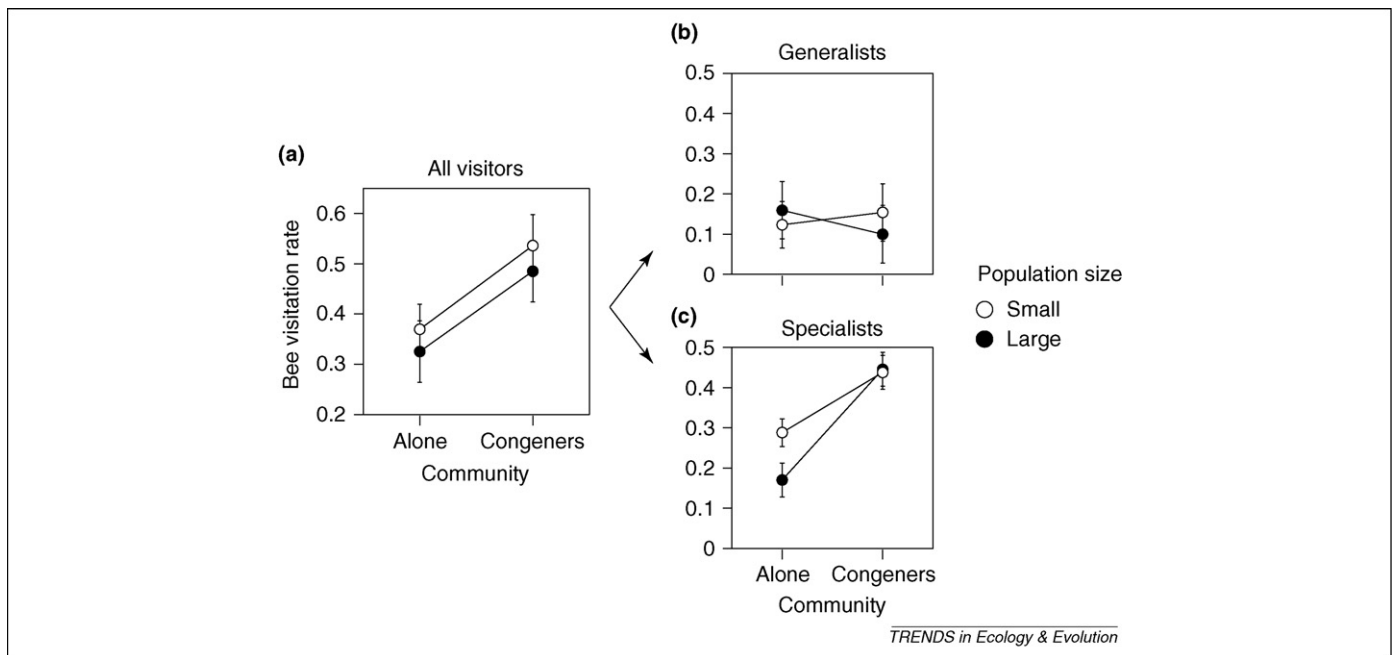 (a)
All visitors
Bee visitation rate
0.6
0.5
0.4
0.3
0.2
Alone Congeners
Community
(b)
Generalists
0.5
0.4
0.3
0.2
0.1
0
(c)
Specialists
0.5
0.4
0.3
0.2
0.1
0
Alone Congeners
Community
Population size
Small
Large
TRENDS in Ecology & Evolution